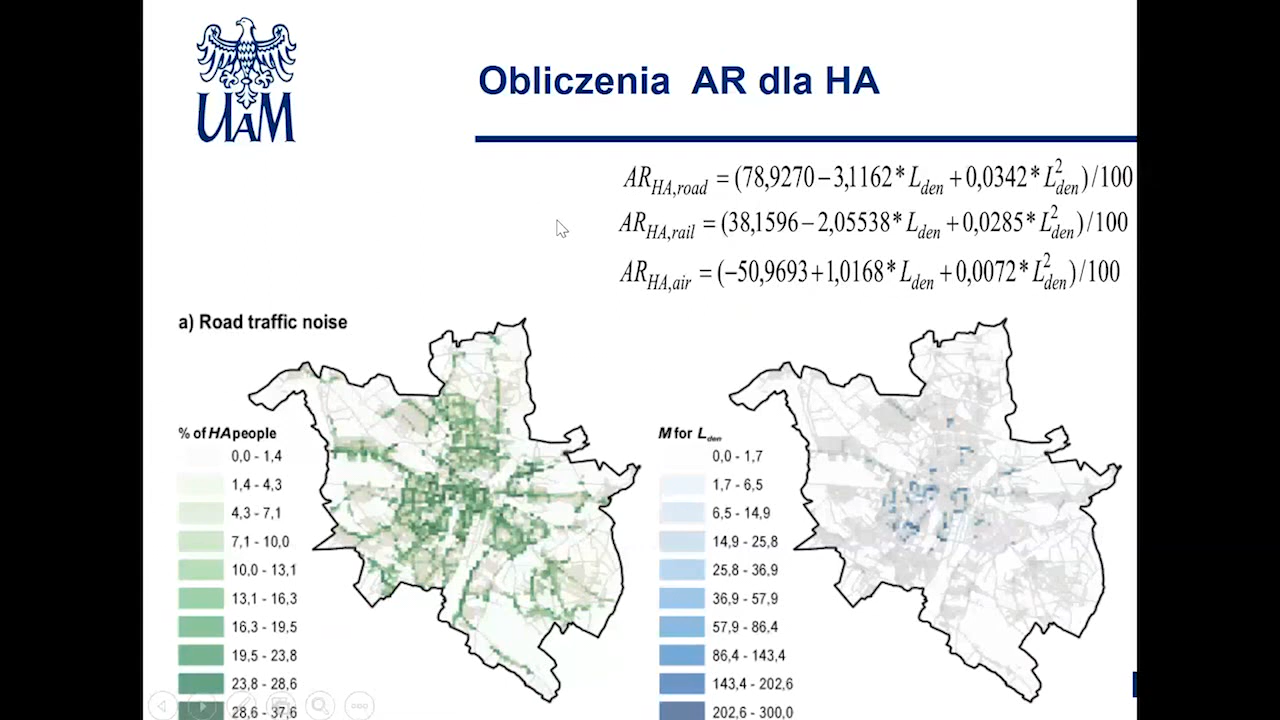 UAM
Obliczenia AR dla HA
AR_HA,road = (78,9270 − 3,1162 * L_den + 0,0342 * L²_den) / 100
AR_HA,rail = (38,1596 − 2,05538 * L_den + 0,0285 * L²_den) / 100
AR_HA,air = (−50,9693 + 1,0168 * L_den + 0,0072 * L²_den) / 100
a) Road traffic noise
% of HA people
0,0 - 1,4
1,4 - 4,3
4,3 - 7,1
7,1 - 10,0
10,0 - 13,1
13,1 - 16,3
16,3 - 19,5
19,5 - 23,8
23,8 - 28,6
28,6 - 37,6
M for L_den
0,0 - 1,7
1,7 - 6,5
6,5 - 14,9
14,9 - 25,8
25,8 - 36,9
36,9 - 57,9
57,9 - 86,4
86,4 - 143,4
143,4 - 202,6
202,6 - 300,0